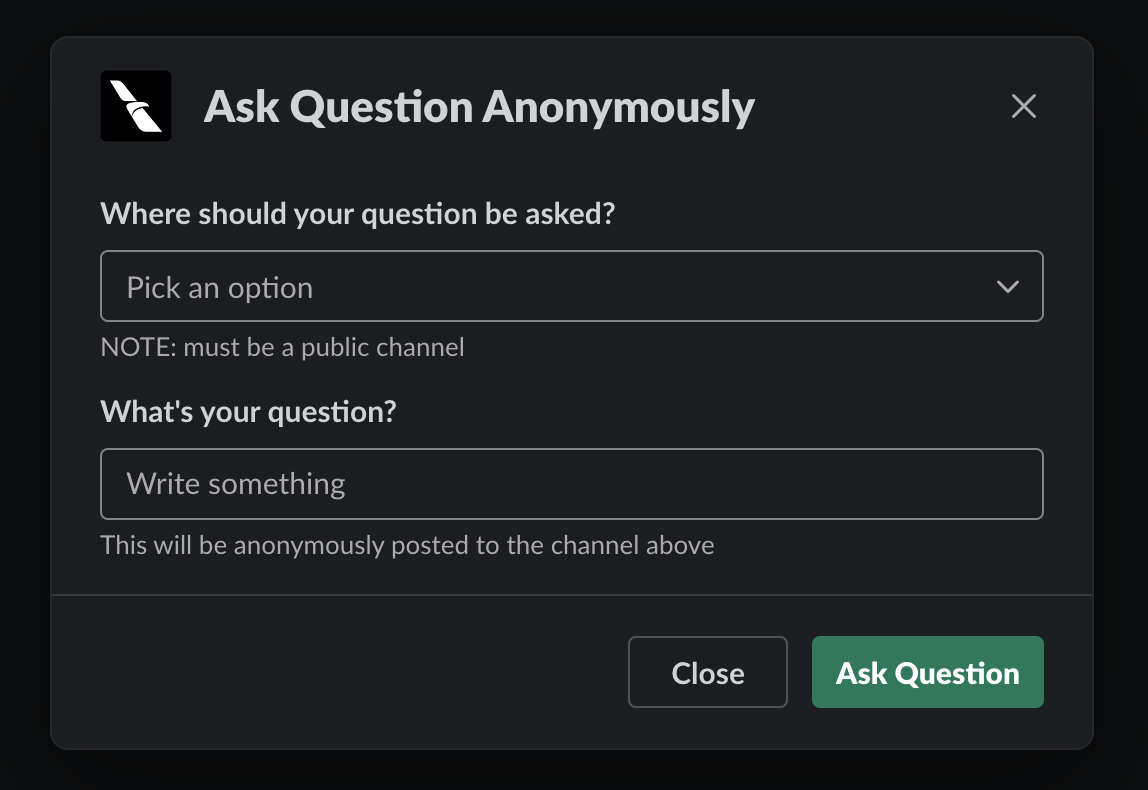 Ask Question Anonymously
Where should your question be asked?
Pick an option
NOTE: must be a public channel
What's your question?
Write something
This will be anonymously posted to the channel above
Close
Ask Question